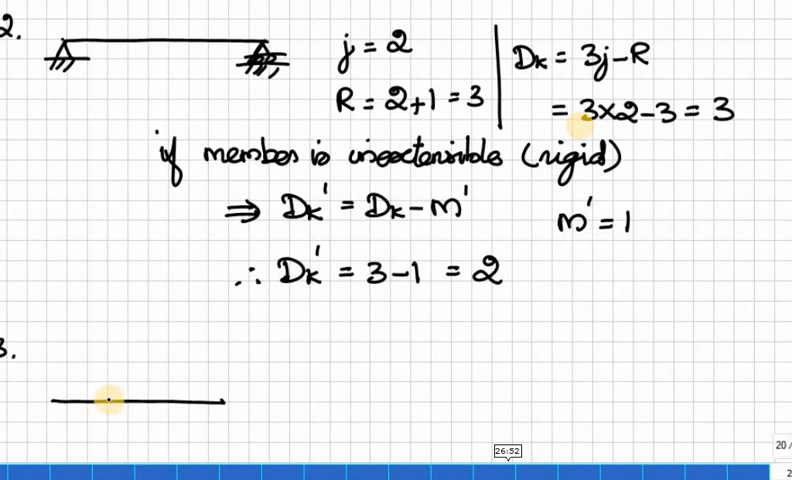 2.
j = 2
R = 2+1 = 3
Dk = 3j-R
= 3x2-3 = 3
if member is inextensible (rigid)
⇒ Dk' = Dk-m'
m' = 1
∴ Dk' = 3-1 = 2
3.
26:52
20/
2